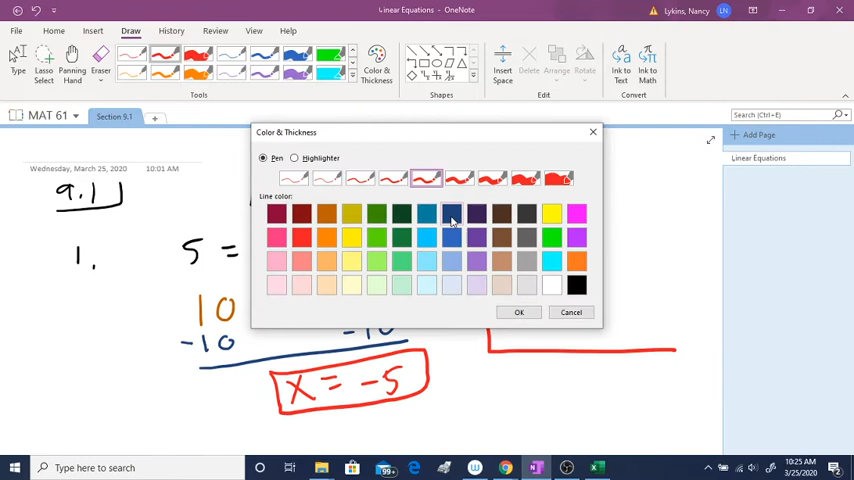 Linear Equations - OneNote
Lykins, Nancy
LN
File
Home
Insert
Draw
History
Review
View
Help
Type
Lasso Select
Panning Hand
Eraser
Color & Thickness
Insert Space
Delete
Arrange
Rotate
Ink to Text
Ink to Math
Tools
Shapes
Edit
Convert
MAT 61
Section 9.1
Search (Ctrl+E)
Add Page
Linear Equations
Wednesday, March 25, 2020
10:01 AM
9.1
1.
5 =
10
-10
-10
x = -5
Color & Thickness
Pen
Highlighter
Line color:
OK
Cancel
Type here to search
99+
10:25 AM
3/25/2020
2